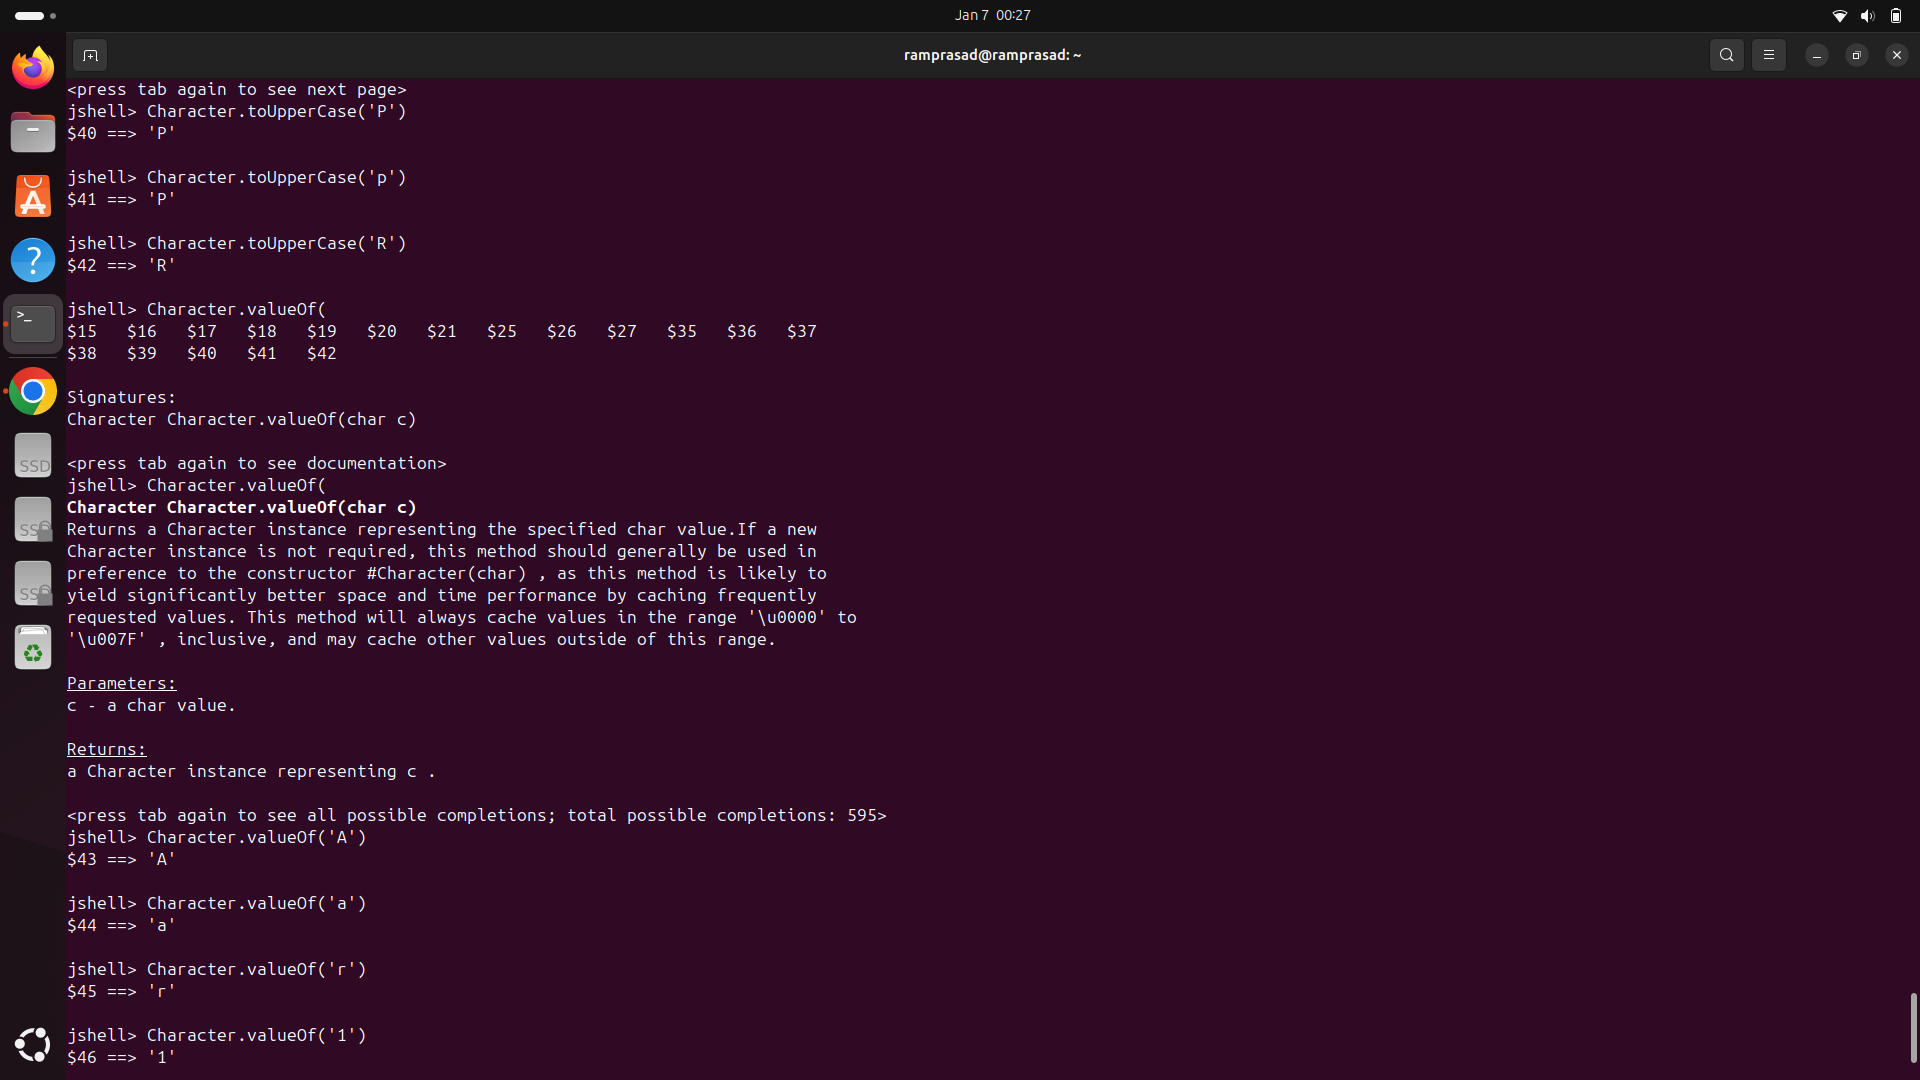 Jan 7 00:27
ramprasad@ramprasad: ~
<press tab again to see next page>
jshell> Character.toUpperCase('P')
$40 ==> 'P'
jshell> Character.toUpperCase('p')
$41 ==> 'P'
jshell> Character.toUpperCase('R')
$42 ==> 'R'
jshell> Character.valueOf(
$15 $16 $17 $18 $19 $20 $21 $25 $26 $27 $35 $36 $37
$38 $39 $40 $41 $42
Signatures:
Character Character.valueOf(char c)
<press tab again to see documentation>
jshell> Character.valueOf(
Character Character.valueOf(char c)
Returns a Character instance representing the specified char value.If a new
Character instance is not required, this method should generally be used in
preference to the constructor #Character(char) , as this method is likely to
yield significantly better space and time performance by caching frequently
requested values. This method will always cache values in the range '\u0000' to
'\u007F' , inclusive, and may cache other values outside of this range.
Parameters:
c - a char value.
Returns:
a Character instance representing c .
<press tab again to see all possible completions; total possible completions: 595>
jshell> Character.valueOf('A')
$43 ==> 'A'
jshell> Character.valueOf('a')
$44 ==> 'a'
jshell> Character.valueOf('r')
$45 ==> 'r'
jshell> Character.valueOf('1')
$46 ==> '1'
?
>_
SSD
SSD
SSD